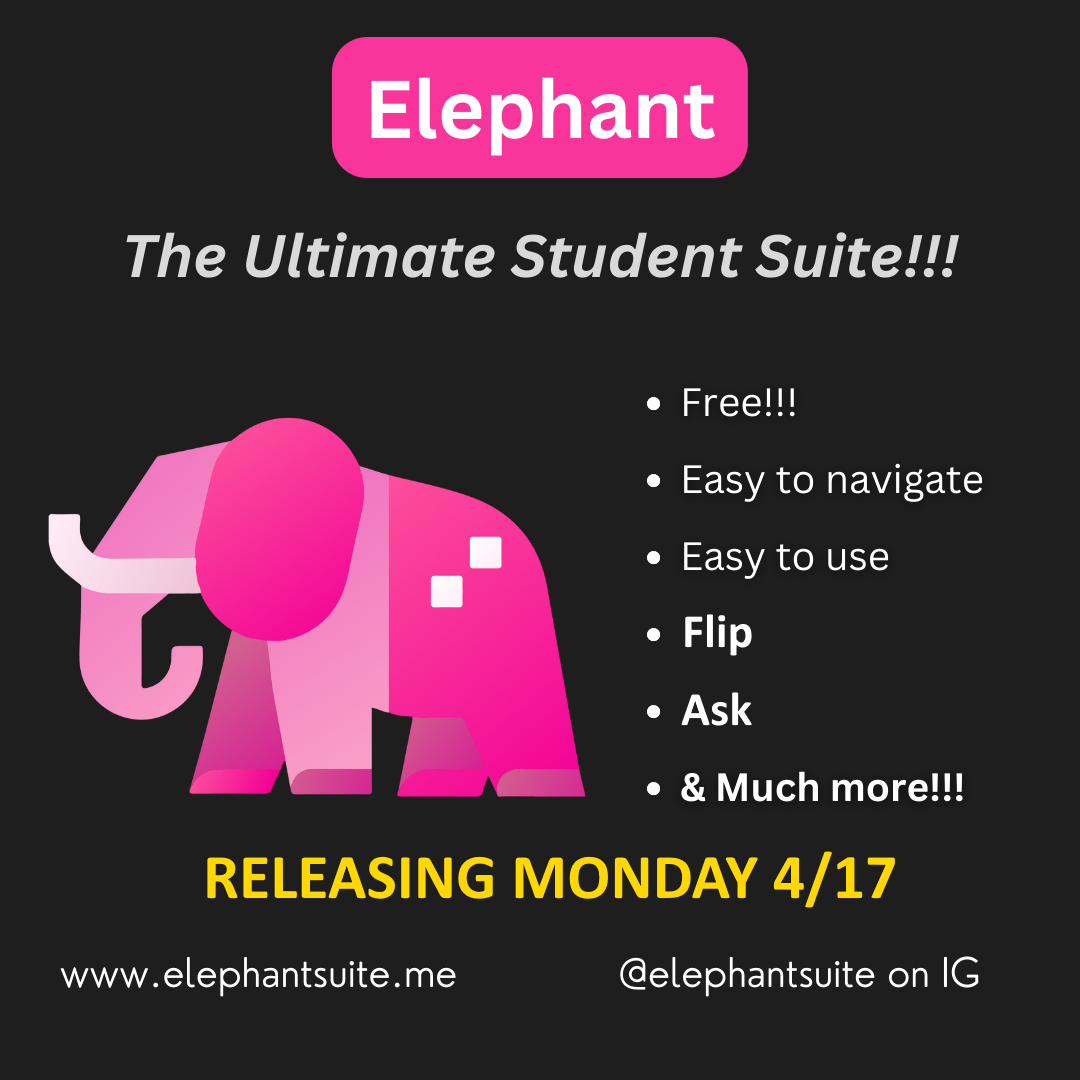 Elephant
The Ultimate Student Suite!!!
• Free!!!
• Easy to navigate
• Easy to use
• Flip
• Ask
• & Much more!!!
RELEASING MONDAY 4/17
www.elephantsuite.me
@elephantsuite on IG